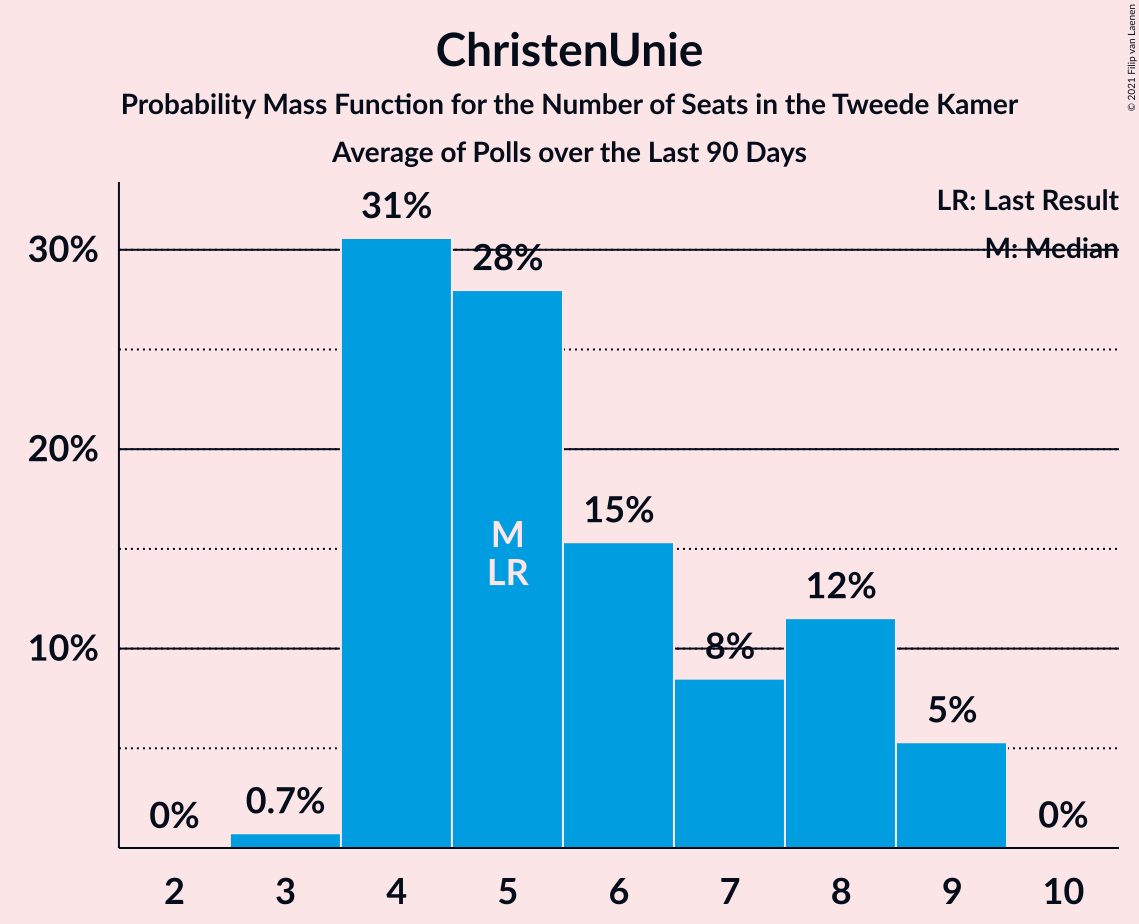 ChristenUnie
Probability Mass Function for the Number of Seats in the Tweede Kamer
Average of Polls over the Last 90 Days
© 2021 Filip van Laenen
LR: Last Result
M: Median
30%
20%
10%
0%
0.7%
31%
28%
15%
8%
12%
5%
0%
M
LR
2
3
4
5
6
7
8
9
10